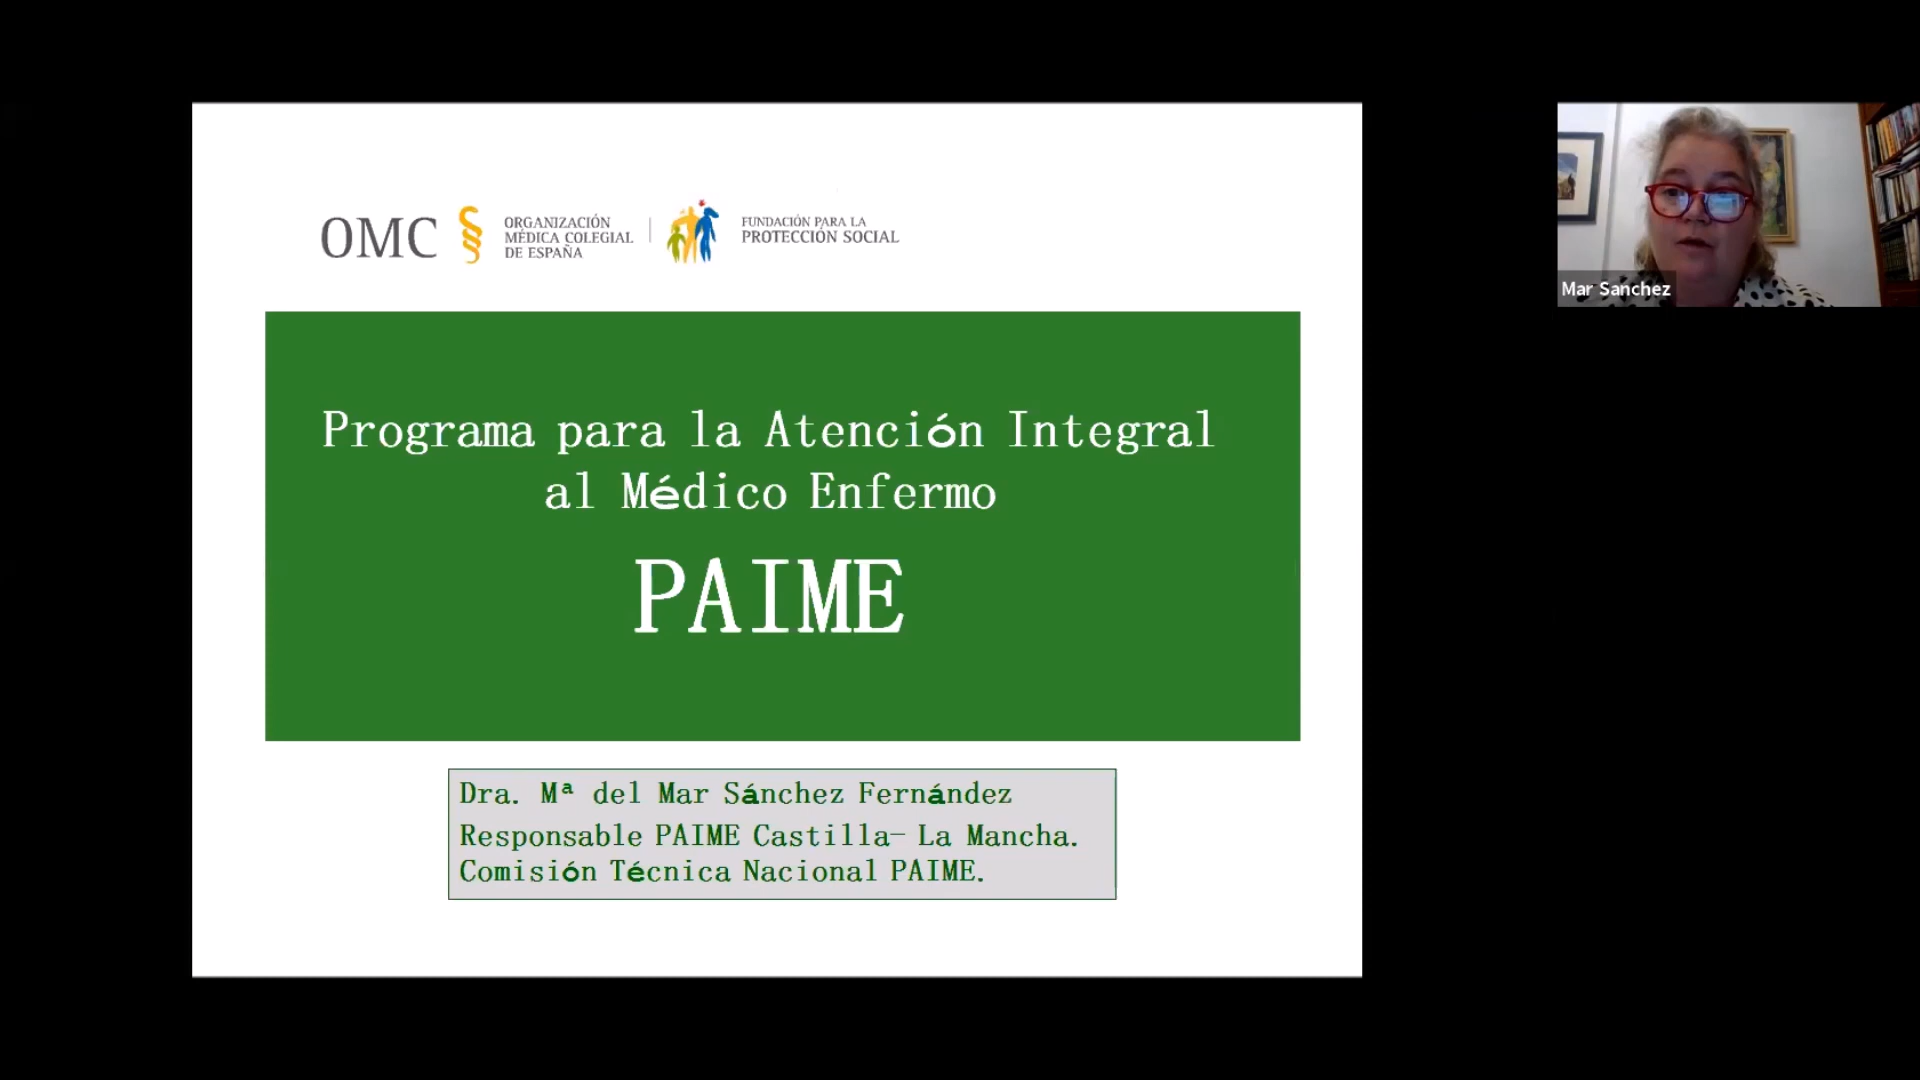 OMC
ORGANIZACIÓN
MÉDICA COLEGIAL
DE ESPAÑA
FUNDACIÓN PARA LA
PROTECCIÓN SOCIAL
Programa para la Atención Integral
al Médico Enfermo
PAIME
Dra. Mª del Mar Sánchez Fernández
Responsable PAIME Castilla- La Mancha.
Comisión Técnica Nacional PAIME.
Mar Sanchez